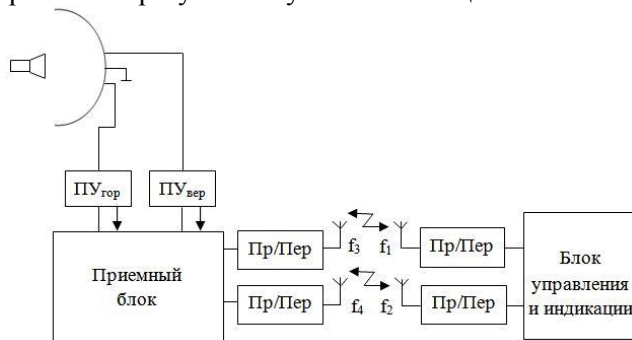 ПУгор ПУвер
Пр/Пер f3 f1 Пр/Пер
Приемный
блок
Блок
управления
и индикации
Пр/Пер f4 f2 Пр/Пер